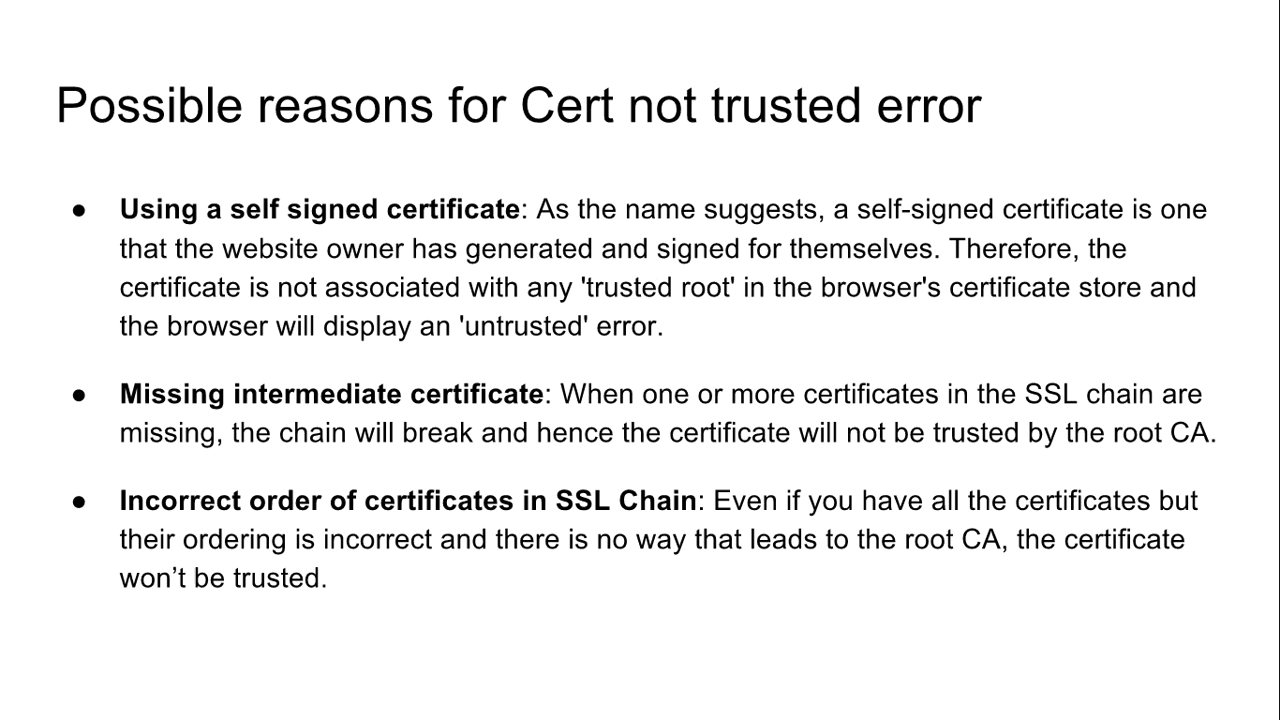 Possible reasons for Cert not trusted error
● Using a self signed certificate: As the name suggests, a self-signed certificate is one
that the website owner has generated and signed for themselves. Therefore, the
certificate is not associated with any 'trusted root' in the browser's certificate store and
the browser will display an 'untrusted' error.
● Missing intermediate certificate: When one or more certificates in the SSL chain are
missing, the chain will break and hence the certificate will not be trusted by the root CA.
● Incorrect order of certificates in SSL Chain: Even if you have all the certificates but
their ordering is incorrect and there is no way that leads to the root CA, the certificate
won’t be trusted.